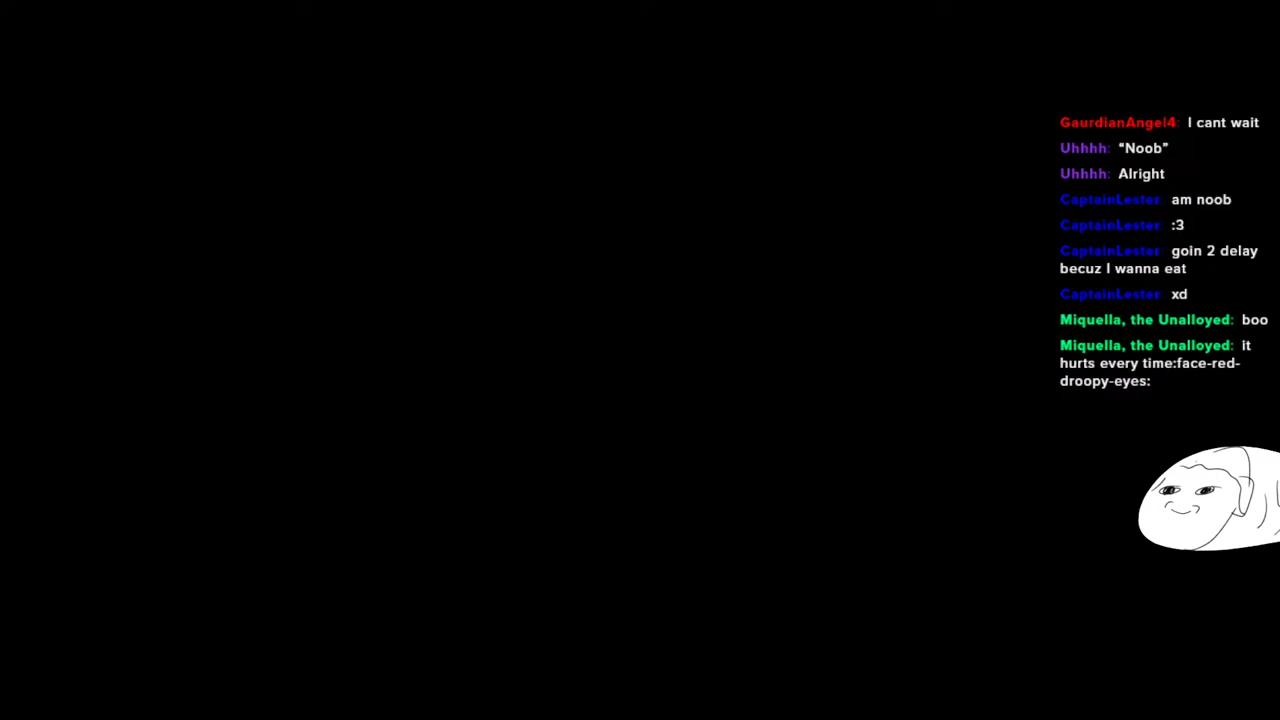 GaurdianAngel4: I cant wait
Uhhhh: “Noob”
Uhhhh: Alright
CaptainLester: am noob
CaptainLester: :3
CaptainLester: goin 2 delay
becuz I wanna eat
CaptainLester: xd
Miquella, the Unalloyed: boo
Miquella, the Unalloyed: it
hurts every time:face-red-
droopy-eyes: